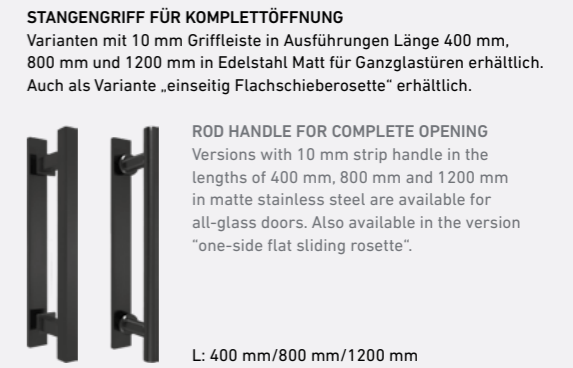 STANGENGRIFF FÜR KOMPLETTÖFFNUNG
Varianten mit 10 mm Griffleiste in Ausführungen Länge 400 mm,
800 mm und 1200 mm in Edelstahl Matt für Ganzglastüren erhältlich.
Auch als Variante „einseitig Flachschieberosette“ erhältlich.
ROD HANDLE FOR COMPLETE OPENING
Versions with 10 mm strip handle in the
lengths of 400 mm, 800 mm and 1200 mm
in matte stainless steel are available for
all-glass doors. Also available in the version
“one-side flat sliding rosette“.
L: 400 mm/800 mm/1200 mm